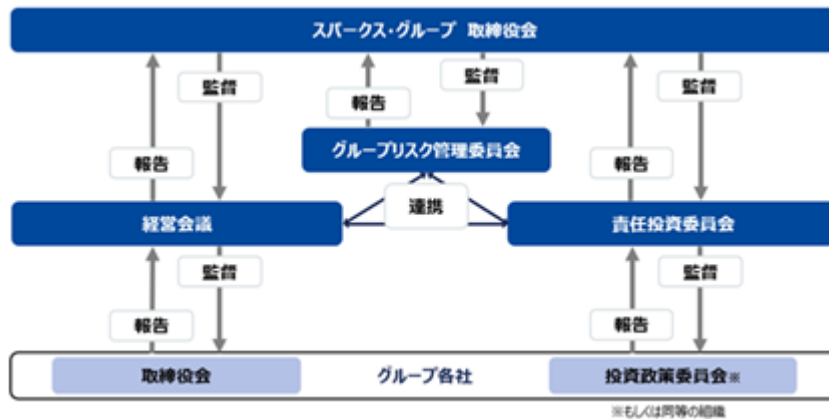 スパークス・グループ 取締役会
監督
監督
監督
報告
グループリスク管理委員会
報告
報告
連携
経営会議
責任投資委員会
監督
監督
報告
報告
取締役会
グループ各社
投資政策委員会※
※もしくは同等の組織